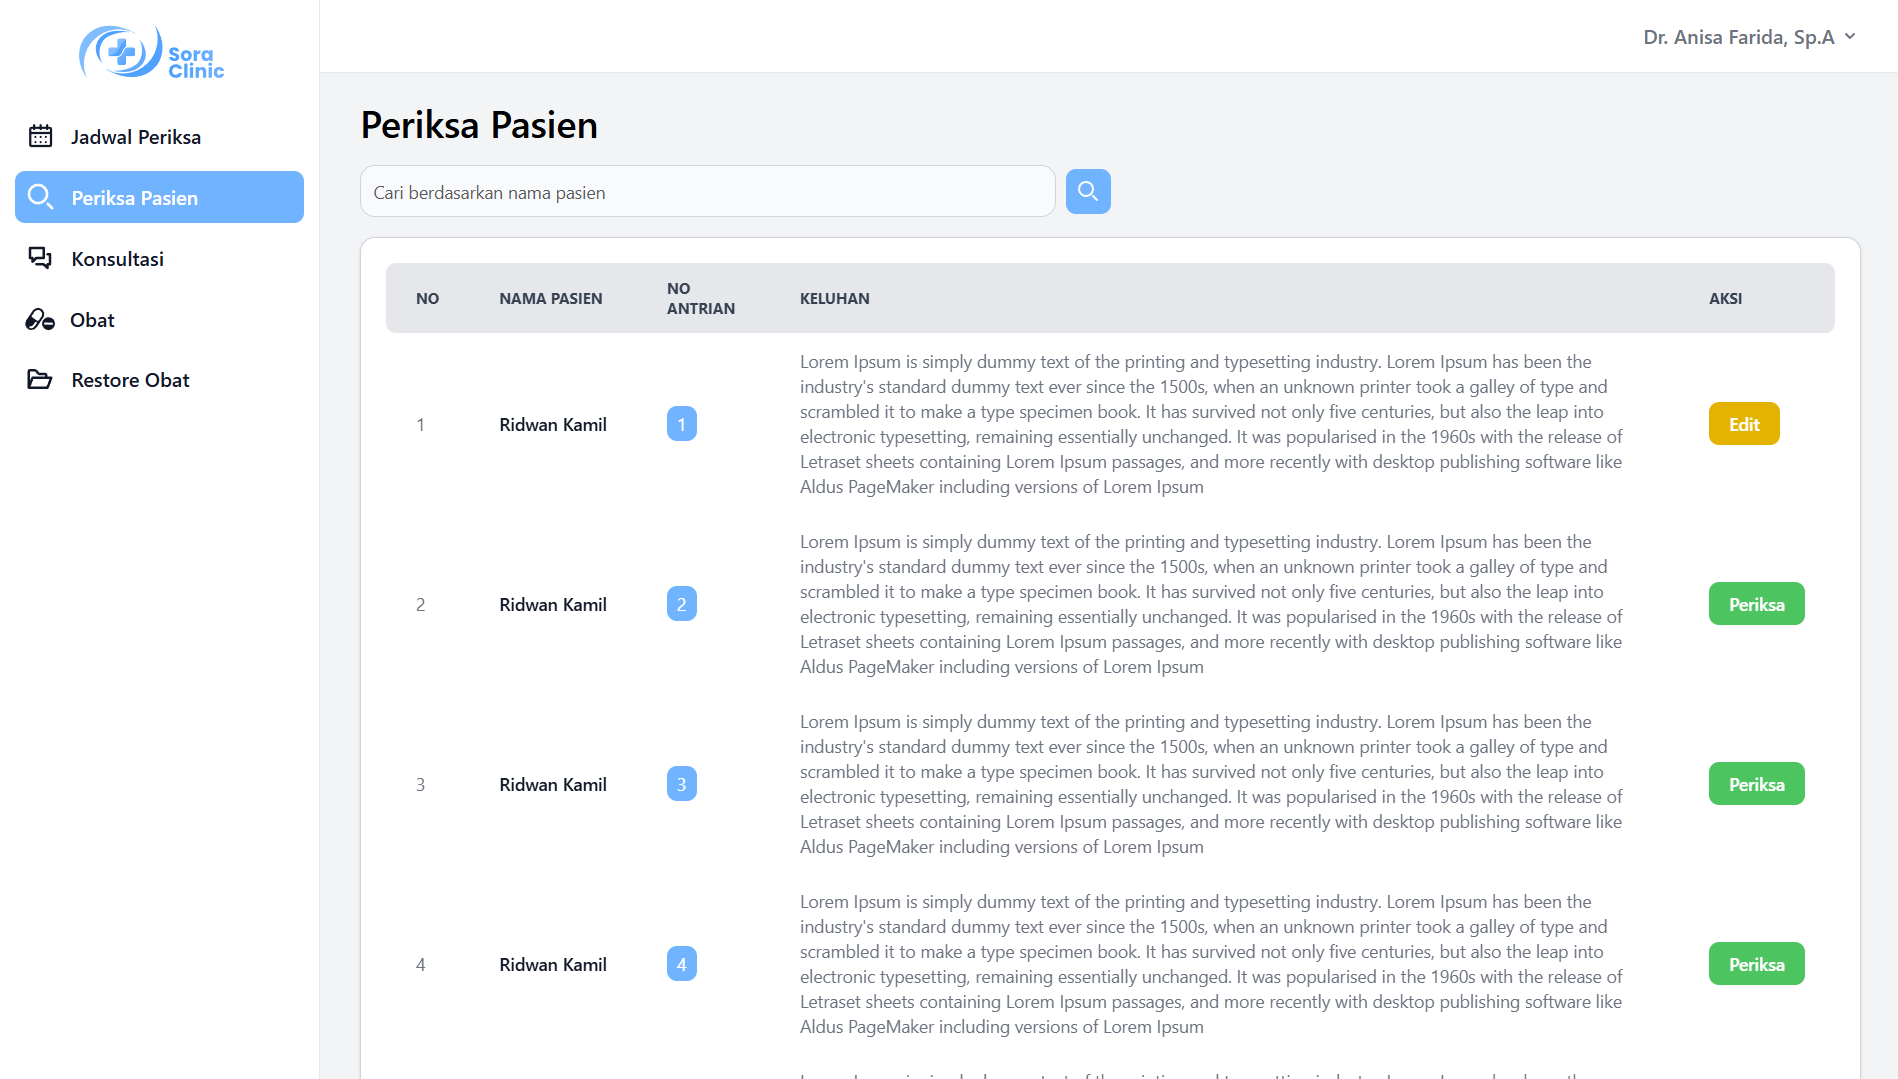 Sora
Clinic
Dr. Anisa Farida, Sp.A
Jadwal Periksa
Periksa Pasien
Konsultasi
Obat
Restore Obat
Periksa Pasien
Cari berdasarkan nama pasien
NO
NAMA PASIEN
NO
ANTRIAN
KELUHAN
AKSI
1
Ridwan Kamil
1
Lorem Ipsum is simply dummy text of the printing and typesetting industry. Lorem Ipsum has been the
industry's standard dummy text ever since the 1500s, when an unknown printer took a galley of type and
scrambled it to make a type specimen book. It has survived not only five centuries, but also the leap into
electronic typesetting, remaining essentially unchanged. It was popularised in the 1960s with the release of
Letraset sheets containing Lorem Ipsum passages, and more recently with desktop publishing software like
Aldus PageMaker including versions of Lorem Ipsum
Edit
2
Ridwan Kamil
2
Lorem Ipsum is simply dummy text of the printing and typesetting industry. Lorem Ipsum has been the
industry's standard dummy text ever since the 1500s, when an unknown printer took a galley of type and
scrambled it to make a type specimen book. It has survived not only five centuries, but also the leap into
electronic typesetting, remaining essentially unchanged. It was popularised in the 1960s with the release of
Letraset sheets containing Lorem Ipsum passages, and more recently with desktop publishing software like
Aldus PageMaker including versions of Lorem Ipsum
Periksa
3
Ridwan Kamil
3
Lorem Ipsum is simply dummy text of the printing and typesetting industry. Lorem Ipsum has been the
industry's standard dummy text ever since the 1500s, when an unknown printer took a galley of type and
scrambled it to make a type specimen book. It has survived not only five centuries, but also the leap into
electronic typesetting, remaining essentially unchanged. It was popularised in the 1960s with the release of
Letraset sheets containing Lorem Ipsum passages, and more recently with desktop publishing software like
Aldus PageMaker including versions of Lorem Ipsum
Periksa
4
Ridwan Kamil
4
Lorem Ipsum is simply dummy text of the printing and typesetting industry. Lorem Ipsum has been the
industry's standard dummy text ever since the 1500s, when an unknown printer took a galley of type and
scrambled it to make a type specimen book. It has survived not only five centuries, but also the leap into
electronic typesetting, remaining essentially unchanged. It was popularised in the 1960s with the release of
Letraset sheets containing Lorem Ipsum passages, and more recently with desktop publishing software like
Aldus PageMaker including versions of Lorem Ipsum
Periksa